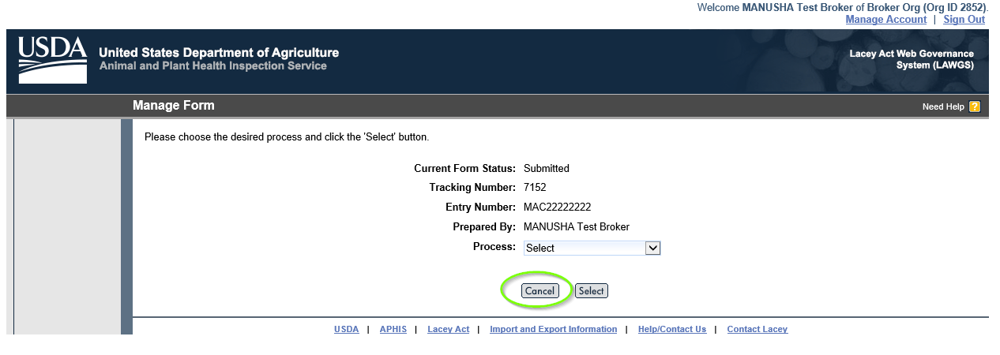 Welcome MANUSHA Test Broker of Broker Org (Org ID 2852).
Manage Account | Sign Out
USDA
United States Department of Agriculture
Animal and Plant Health Inspection Service
Lacey Act Web Governance
System (LAWGS)
Manage Form
Need Help ?
Please choose the desired process and click the 'Select' button.
Current Form Status: Submitted
Tracking Number: 7152
Entry Number: MAC22222222
Prepared By: MANUSHA Test Broker
Process: Select
Cancel Select
USDA | APHIS | Lacey Act | Import and Export Information | Help/Contact Us | Contact Lacey